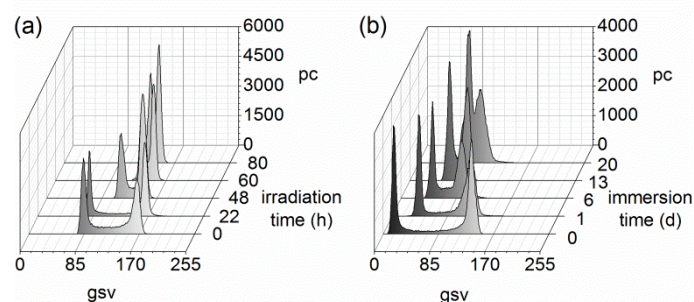 (a)
6000
4500
3000
1500
0
pc
80
60
48
22
0
irradiation
time (h)
0
85
170
255
gsv
(b)
4000
3000
2000
1000
0
pc
20
13
6
1
0
immersion
time (d)
0
85
170
255
gsv